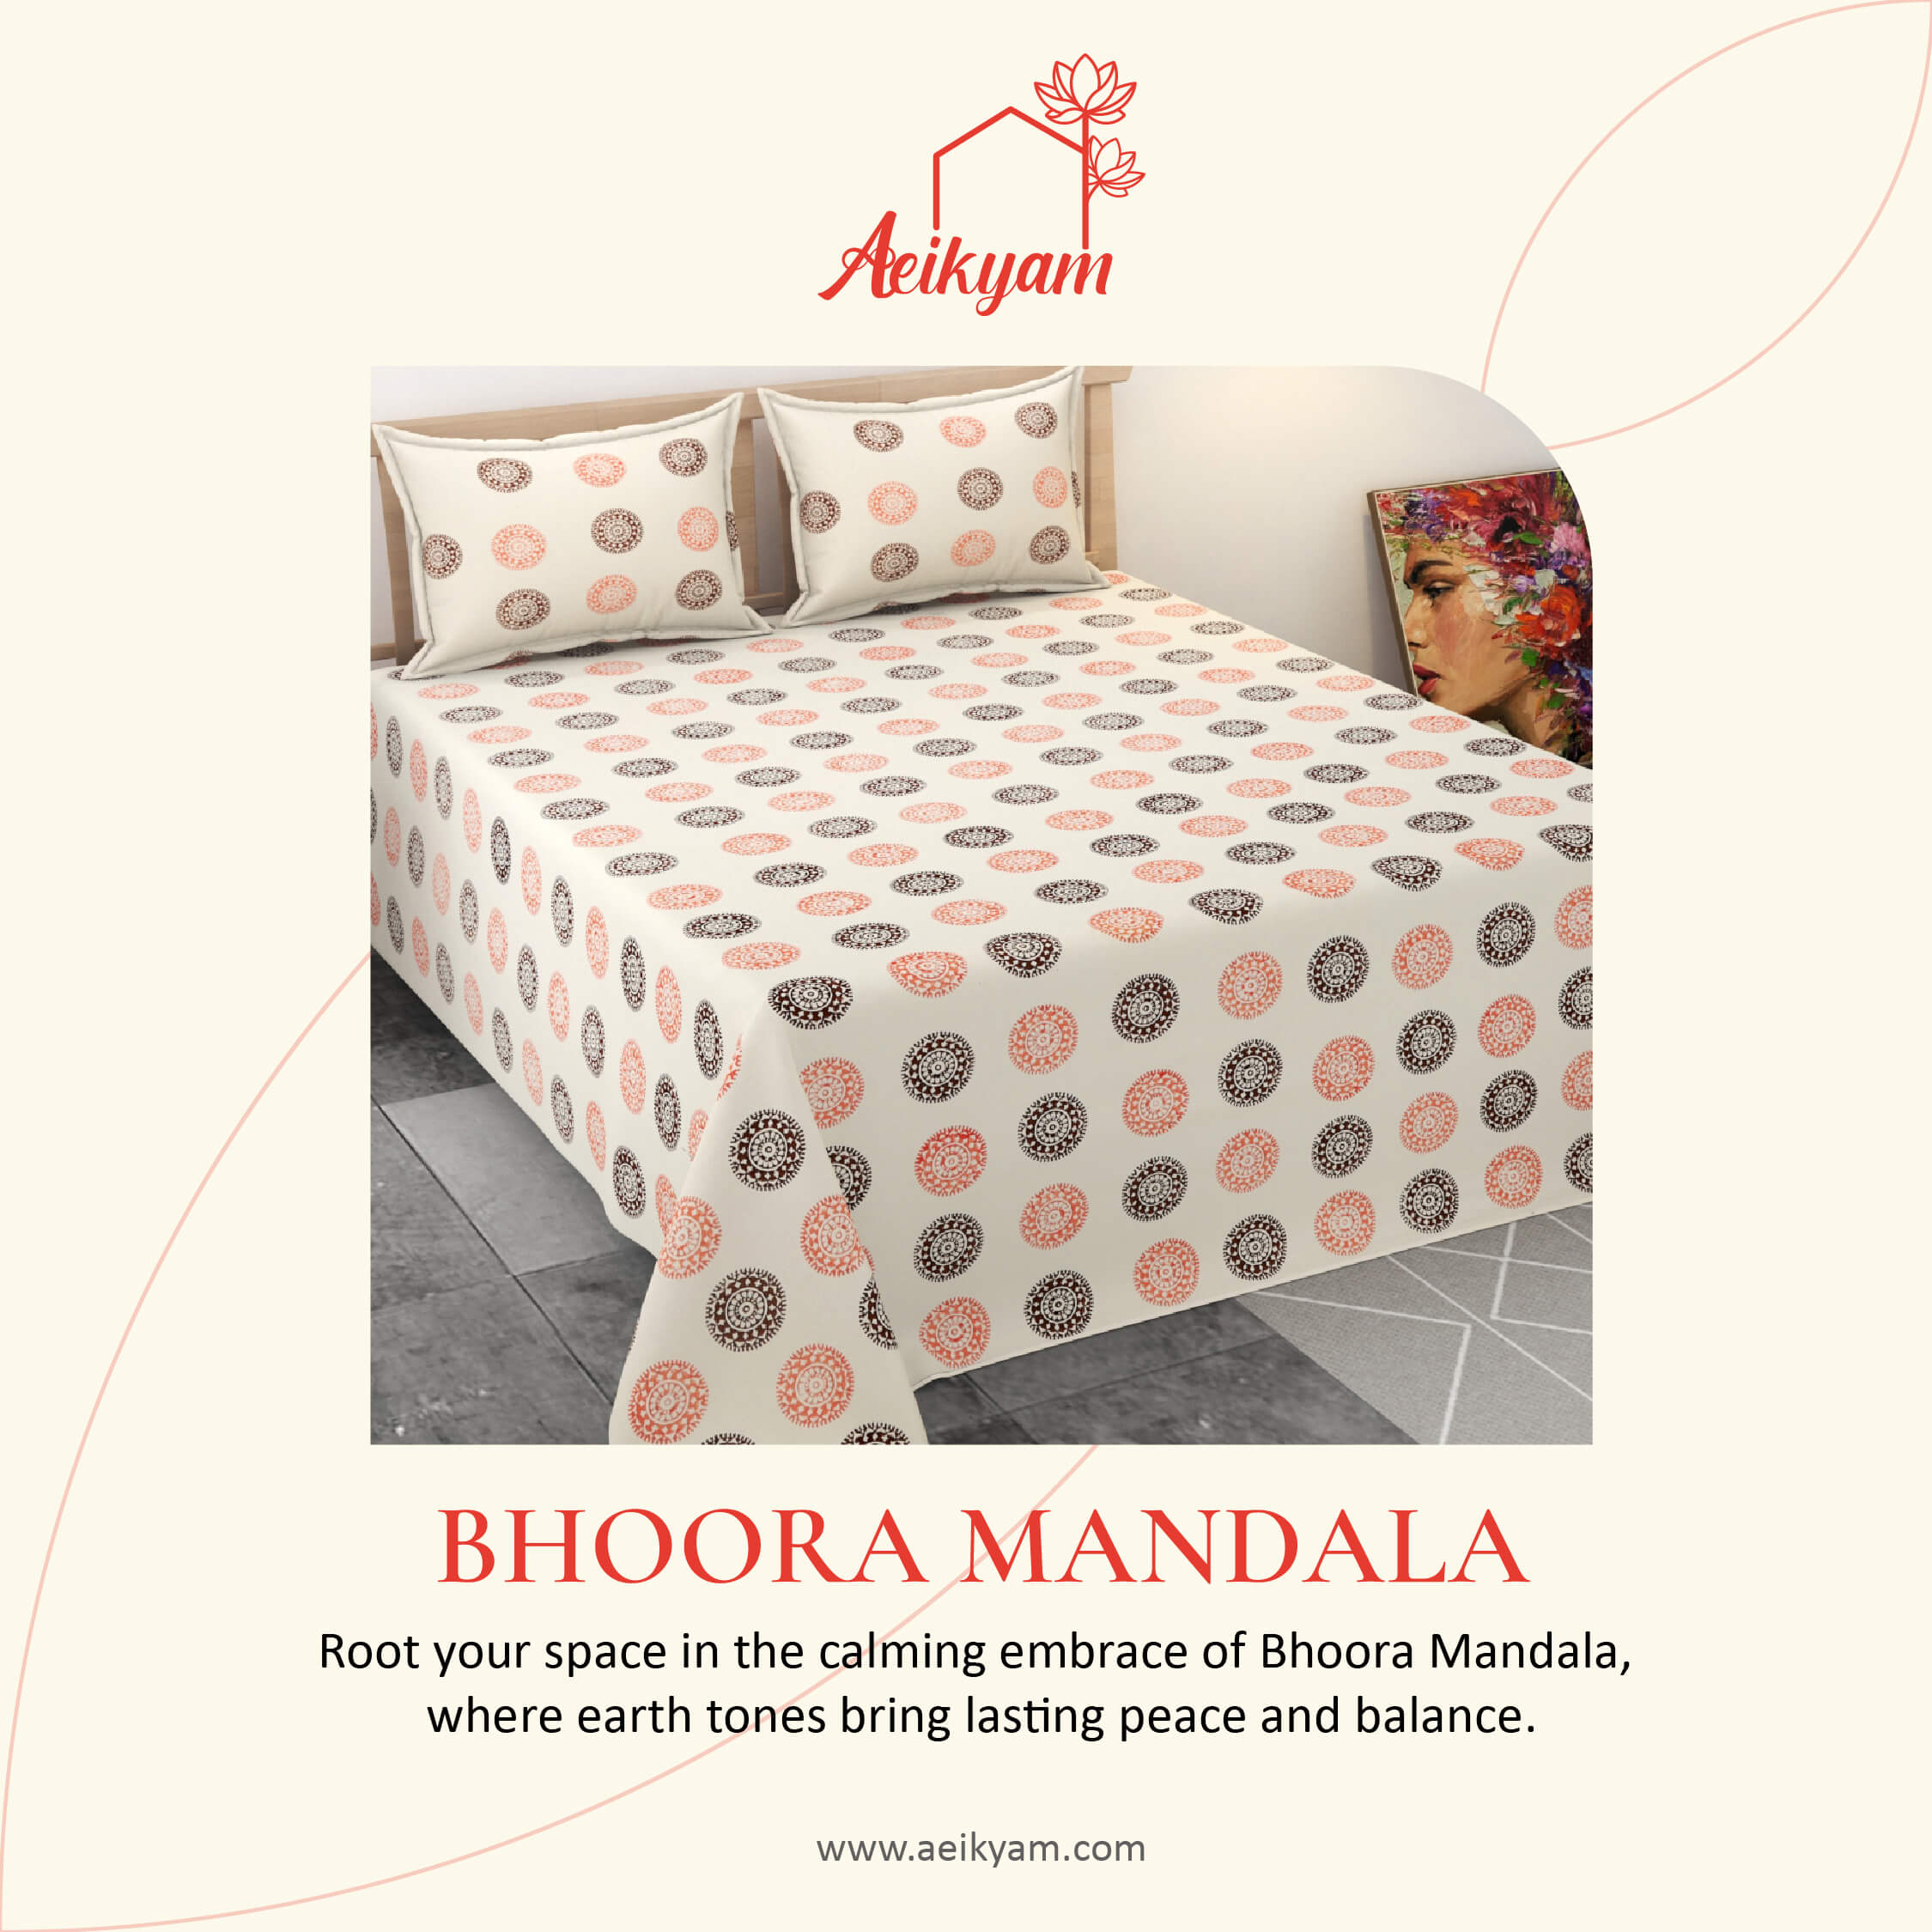 Aeikyam
BHOORA MANDALA
Root your space in the calming embrace of Bhoora Mandala,
where earth tones bring lasting peace and balance.
www.aeikyam.com